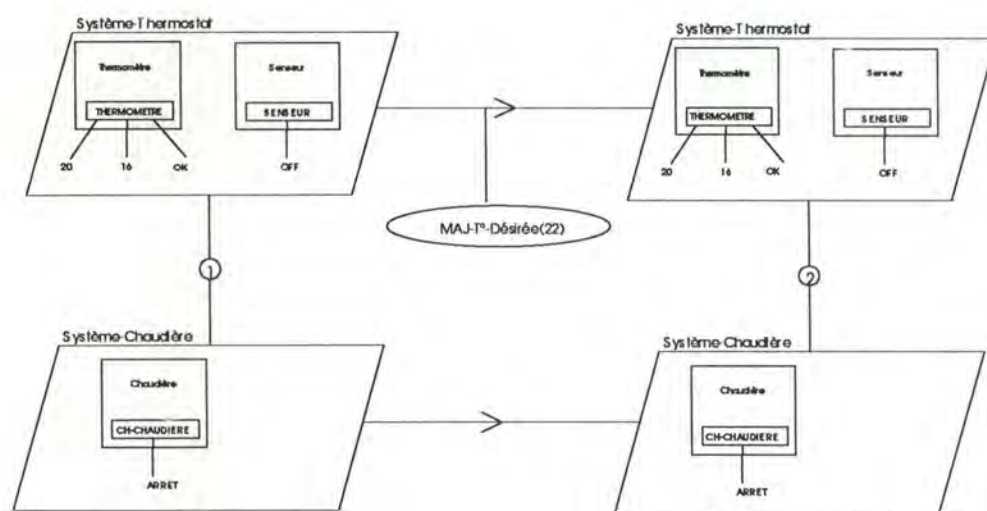 Système-Thermostat
Thermomètre
THERMOMETRE
20
16
OK
Senseur
SENSEUR
OFF
MAJ-T°-Désirée(22)
Système-Thermostat
Thermomètre
THERMOMETRE
20
16
OK
Senseur
SENSEUR
OFF
1
2
Système-Chaudière
Chaudière
CH-CHAUDIERE
ARRET
Système-Chaudière
Chaudière
CH-CHAUDIERE
ARRET